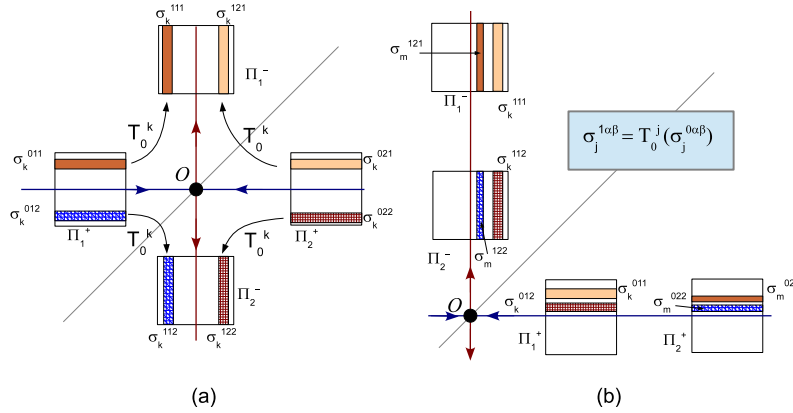 σk111
σk121
Π1−
T0k
T0k
σk011
σk021
O
σk012
σk022
Π1+
T0k
T0k
Π2+
Π2−
σk112
σk122
(a)
σm121
Π1−
σk111
σj1αβ = T0j(σj0αβ)
σk112
Π2−
σm122
O
σk012
σk011
σm022
σm02
Π1+
Π2+
(b)